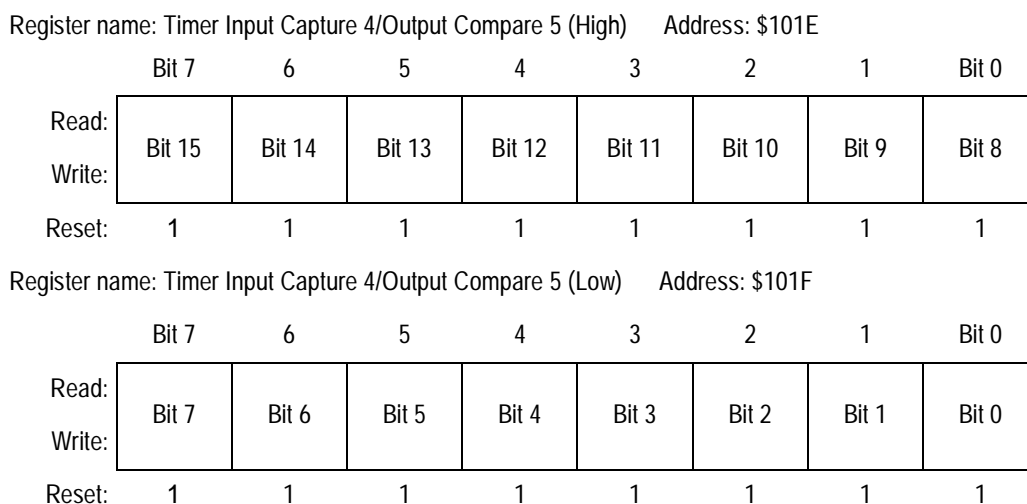 Register name: Timer Input Capture 4/Output Compare 5 (High) Address: $101E
Bit 7 6 5 4 3 2 1 Bit 0
Read:
Bit 15 Bit 14 Bit 13 Bit 12 Bit 11 Bit 10 Bit 9 Bit 8
Write:
Reset: 1 1 1 1 1 1 1 1
Register name: Timer Input Capture 4/Output Compare 5 (Low) Address: $101F
Bit 7 6 5 4 3 2 1 Bit 0
Read:
Bit 7 Bit 6 Bit 5 Bit 4 Bit 3 Bit 2 Bit 1 Bit 0
Write:
Reset: 1 1 1 1 1 1 1 1